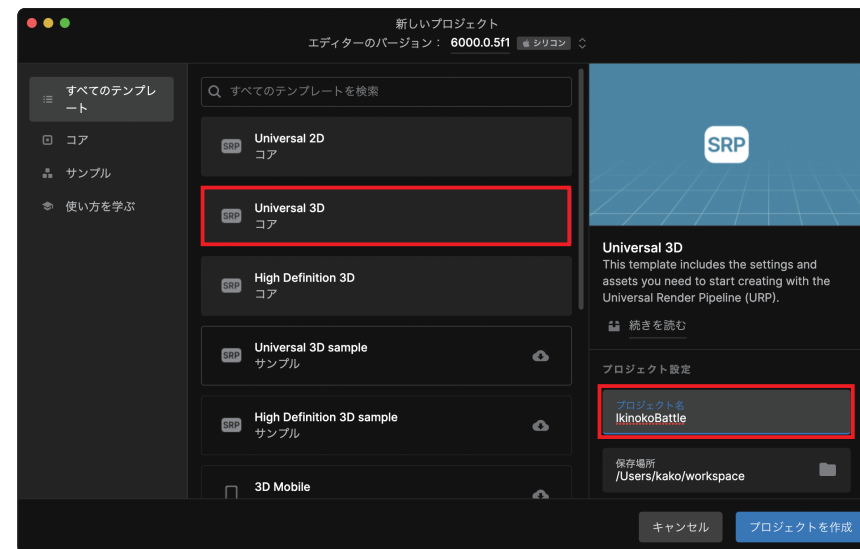 新しいプロジェクト
エディターのバージョン： 6000.0.5f1 シリコン
すべてのテンプレ
ート
コア
サンプル
使い方を学ぶ
すべてのテンプレートを検索
SRP
Universal 2D
コア
SRP
Universal 3D
コア
SRP
High Definition 3D
コア
SRP
Universal 3D sample
サンプル
SRP
High Definition 3D sample
サンプル
3D Mobile
SRP
Universal 3D
This template includes the settings and
assets you need to start creating with the
Universal Render Pipeline (URP).
続きを読む
プロジェクト設定
プロジェクト名
IkinokoBattle
保存場所
/Users/kako/workspace
キャンセル
プロジェクトを作成